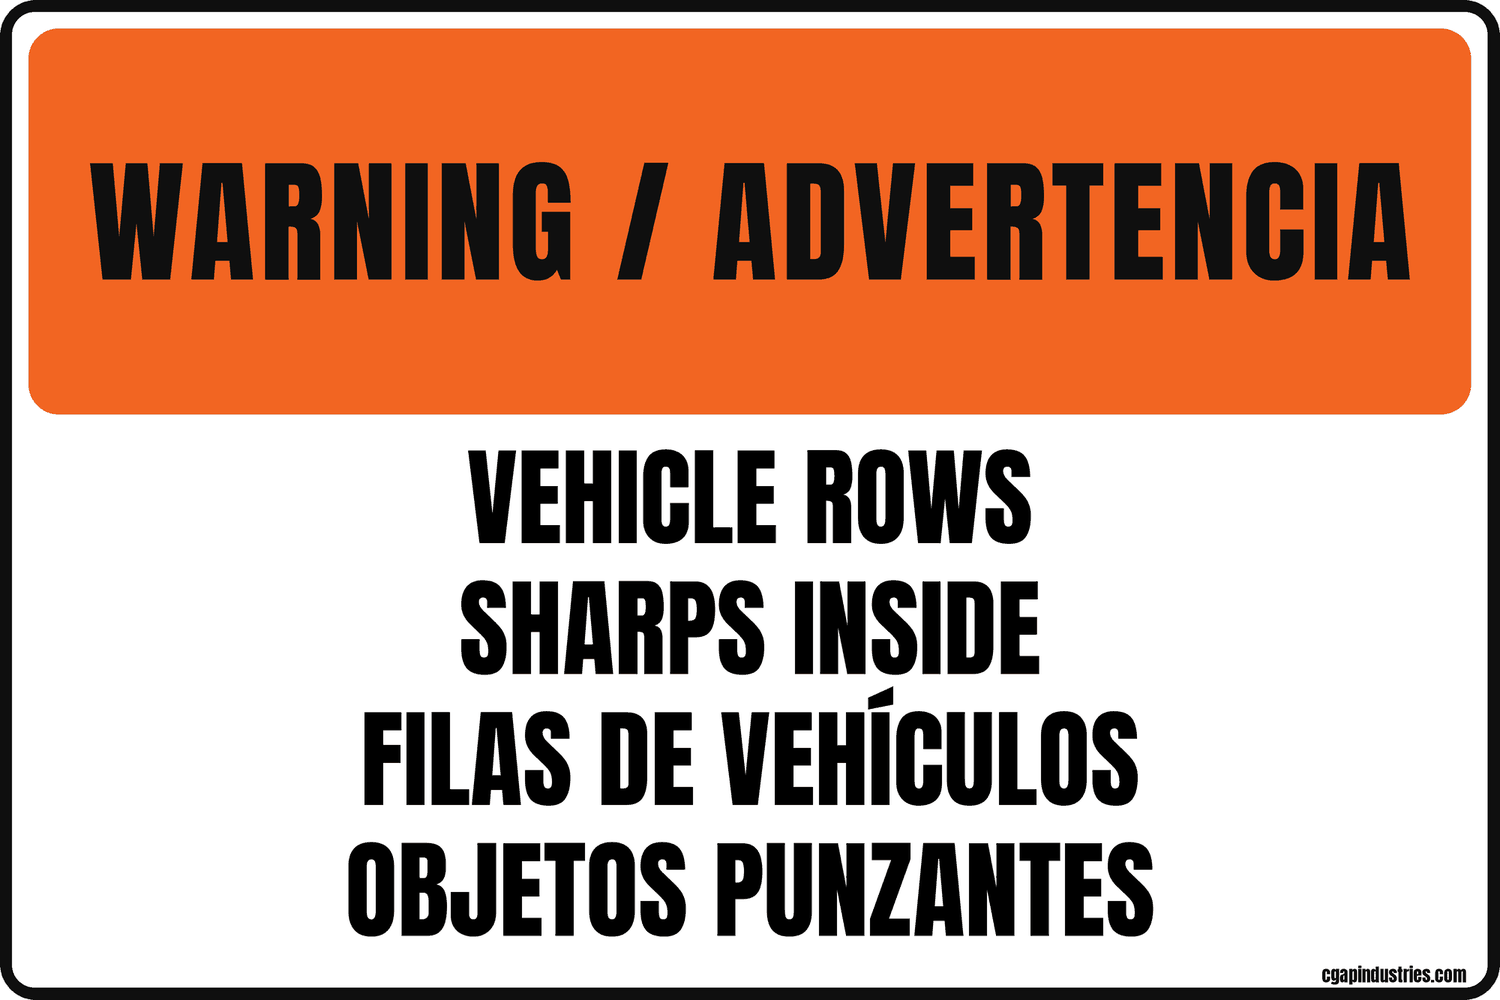 WARNING / ADVERTENCIA
VEHICLE ROWS
SHARPS INSIDE
FILAS DE VEHÍCULOS
OBJETOS PUNZANTES
cgapindustries.com